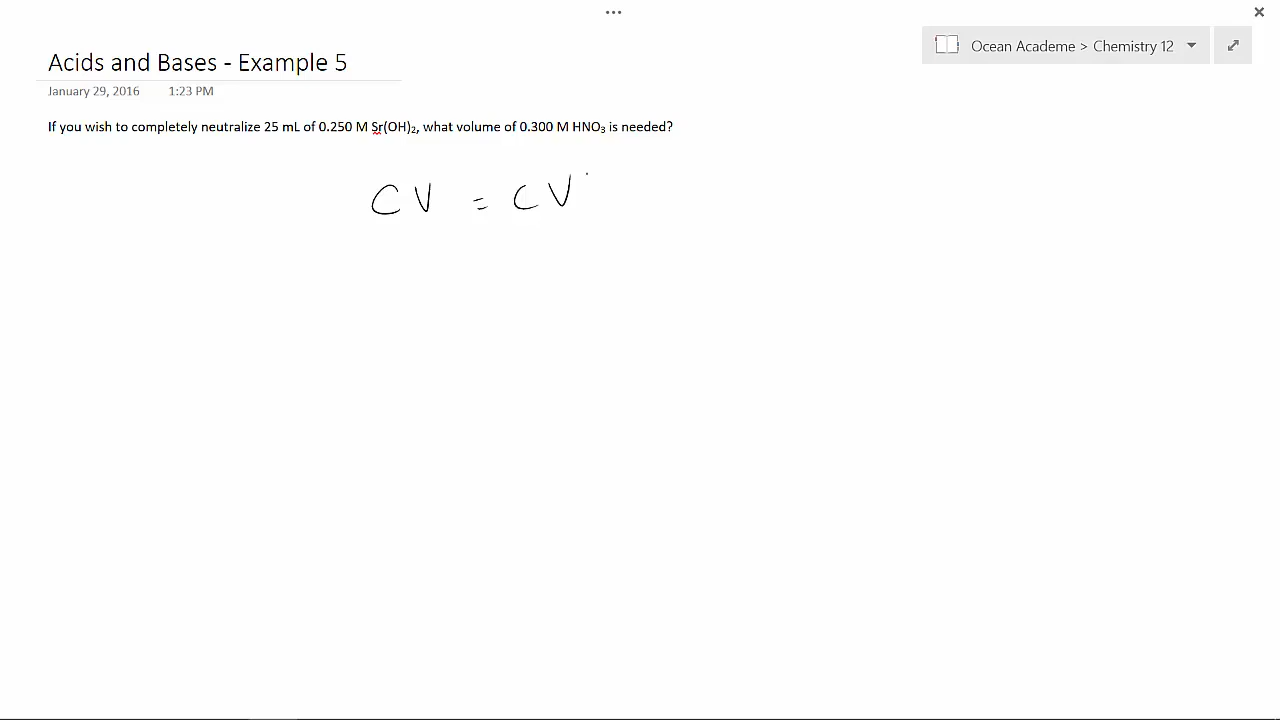 Ocean Academe > Chemistry 12
Acids and Bases - Example 5
January 29, 2016 1:23 PM
If you wish to completely neutralize 25 mL of 0.250 M Sr(OH)₂, what volume of 0.300 M HNO₃ is needed?
CV = CV